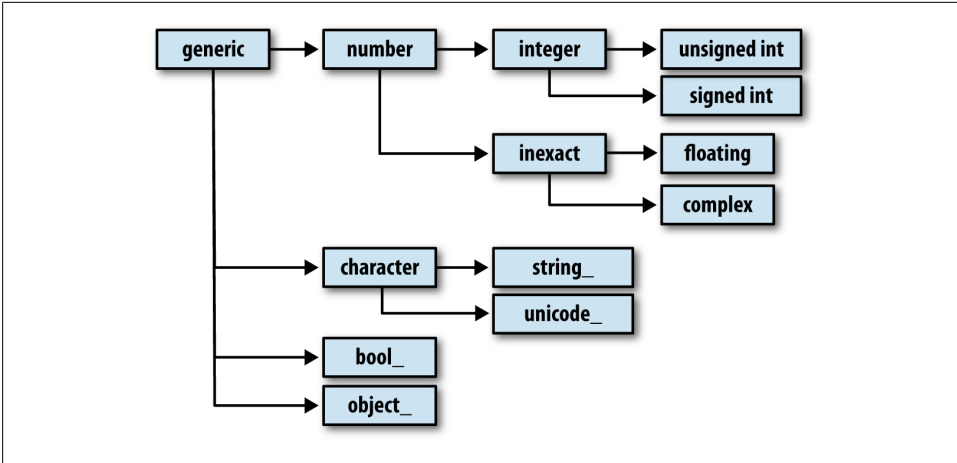 generic
number
integer
unsigned int
signed int
inexact
floating
complex
character
string_
unicode_
bool_
object_